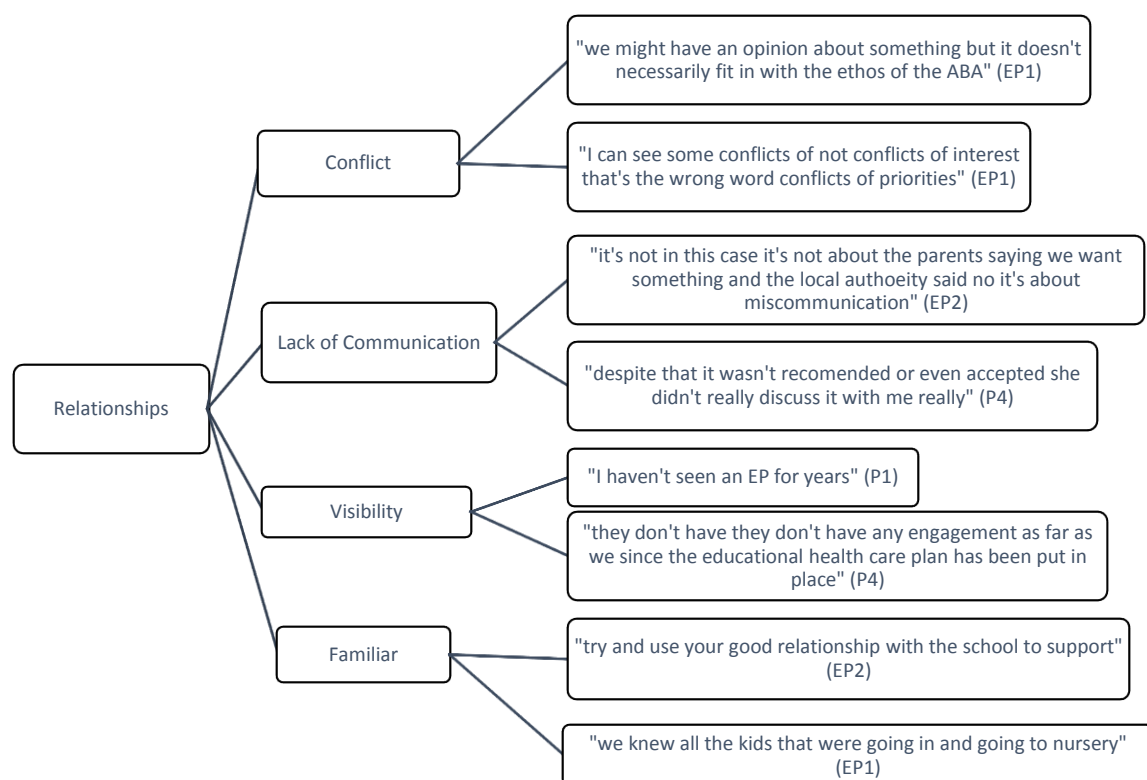 "we might have an opinion about something but it doesn't
necessarily fit in with the ethos of the ABA" (EP1)
Conflict
"I can see some conflicts of not conflicts of interest
that's the wrong word conflicts of priorities" (EP1)
"it's not in this case it's not about the parents saying we want
something and the local authoeity said no it's about
miscommunication" (EP2)
Lack of Communication
"despite that it wasn't recomended or even accepted she
didn't really discuss it with me really" (P4)
Relationships
"I haven't seen an EP for years" (P1)
Visibility
"they don't have they don't have any engagement as far as
we since the educational health care plan has been put in
place" (P4)
"try and use your good relationship with the school to support"
(EP2)
Familiar
"we knew all the kids that were going in and going to nursery"
(EP1)